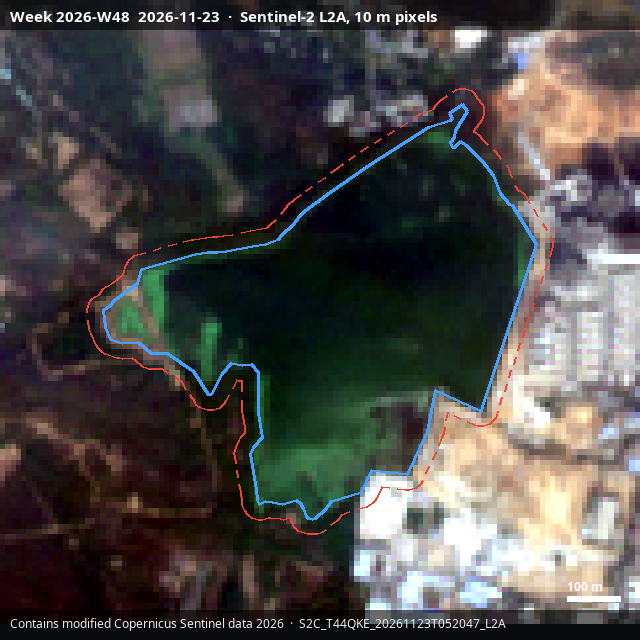 Week 2026-W48  2026-11-23  ·  Sentinel-2 L2A, 10 m pixels
100 m
Contains modified Copernicus Sentinel data 2026  ·  S2C_T44QKE_20261123T052047_L2A